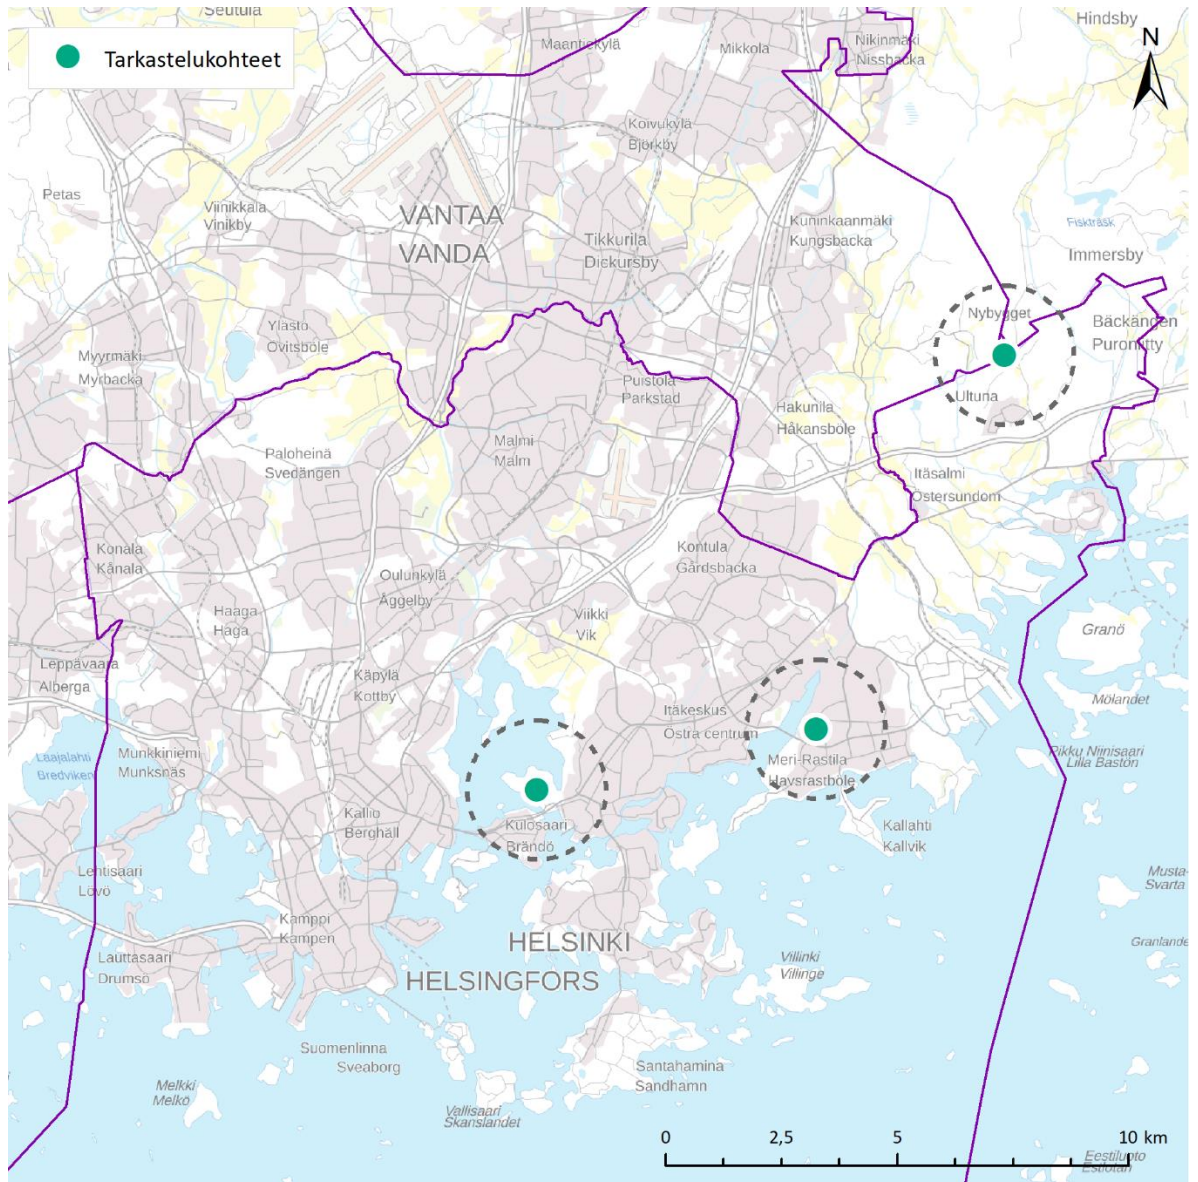 Seutula
Hindsby
Maantiekylä
Mikkola
Nikinmäki
Nissbacka
N
Tarkastelukohteet
Koivukylä
Björkby
Petas
Viinikkala
Vinikby
VANTAA
VANDA
Tikkurila
Dickursby
Kuninkaanmäki
Kungsbacka
Fiskträsk
Immersby
Nybygget
Bäckängen
Puroniitty
Ylästö
Övitsböle
Myyrmäki
Myrbacka
Puistola
Parkstad
Ultuna
Hakunila
Håkansböle
Malmi
Malm
Paloheinä
Svedängen
Itäsalmi
Östersundom
Konala
Kånala
Kontula
Gårdsbacka
Oulunkylä
Åggelby
Haaga
Haga
Viikki
Vik
Granö
Leppävaara
Alberga
Käpylä
Kottby
Mölandet
Itäkeskus
Östra centrum
Munkkiniemi
Munksnäs
Laajalahti
Bredviken
Meri-Rastila
Havsrastböle
Pikku Niinisaari
Lilla Bastön
Kallio
Berghäll
Kulosaari
Brändö
Kallahti
Kallvik
Lehtisaari
Lövö
Musta-
Svarta
Kamppi
Kampen
HELSINKI
HELSINGFORS
Granlande
Lauttasaari
Drumsö
Villinki
Villinge
Suomenlinna
Sveaborg
Santahamina
Sandhamn
Melkki
Melkö
Vallisaari
Skanslandet
0 2,5 5 10 km
Eestiluoto
Estlotan